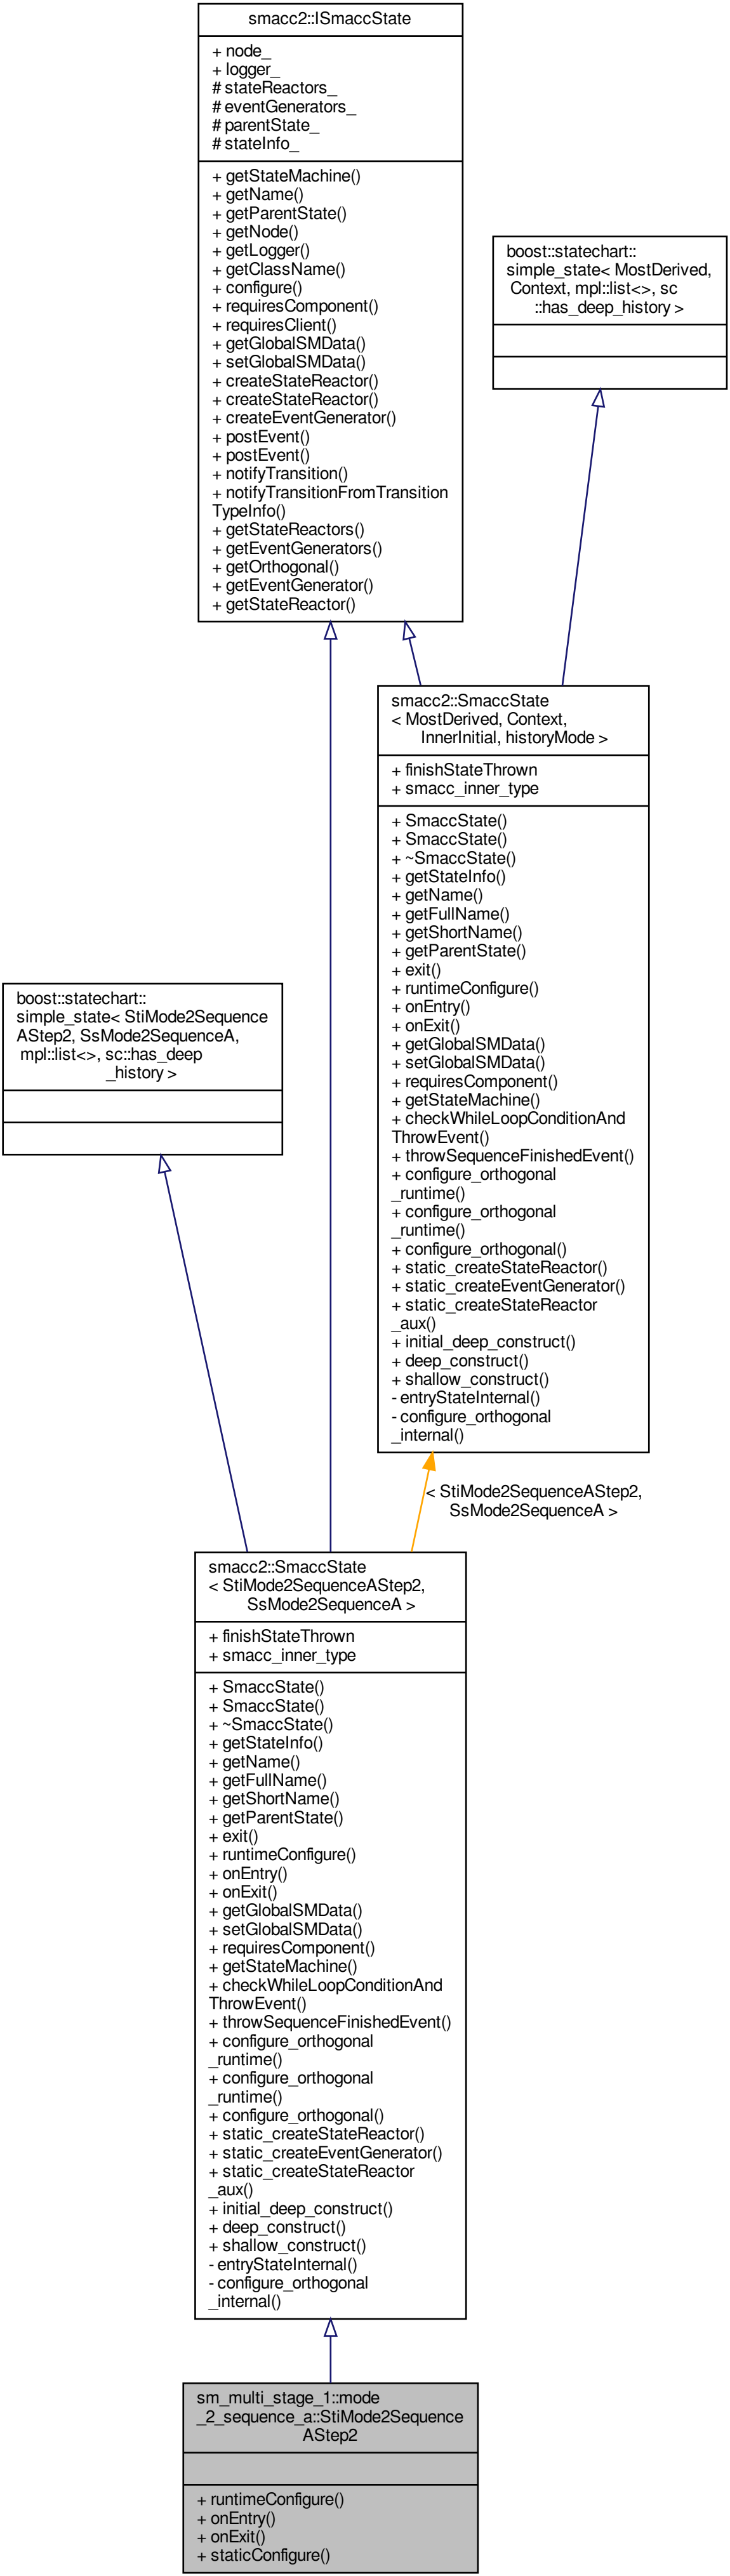 smacc2::ISmaccState
+ node_
+ logger_
# stateReactors_
# eventGenerators_
# parentState_
# stateInfo_
+ getStateMachine()
+ getName()
+ getParentState()
+ getNode()
+ getLogger()
+ getClassName()
+ configure()
+ requiresComponent()
+ requiresClient()
+ getGlobalSMData()
+ setGlobalSMData()
+ createStateReactor()
+ createStateReactor()
+ createEventGenerator()
+ postEvent()
+ postEvent()
+ notifyTransition()
+ notifyTransitionFromTransition
TypeInfo()
+ getStateReactors()
+ getEventGenerators()
+ getOrthogonal()
+ getEventGenerator()
+ getStateReactor()
boost::statechart::
simple_state< MostDerived,
Context, mpl::list<>, sc
::has_deep_history >
smacc2::SmaccState
< MostDerived, Context,
InnerInitial, historyMode >
+ finishStateThrown
+ smacc_inner_type
+ SmaccState()
+ SmaccState()
+ ~SmaccState()
+ getStateInfo()
+ getName()
+ getFullName()
+ getShortName()
+ getParentState()
+ exit()
+ runtimeConfigure()
+ onEntry()
+ onExit()
+ getGlobalSMData()
+ setGlobalSMData()
+ requiresComponent()
+ getStateMachine()
+ checkWhileLoopConditionAnd
ThrowEvent()
+ throwSequenceFinishedEvent()
+ configure_orthogonal
_runtime()
+ configure_orthogonal
_runtime()
+ configure_orthogonal()
+ static_createStateReactor()
+ static_createEventGenerator()
+ static_createStateReactor
_aux()
+ initial_deep_construct()
+ deep_construct()
+ shallow_construct()
- entryStateInternal()
- configure_orthogonal
_internal()
boost::statechart::
simple_state< StiMode2Sequence
AStep2, SsMode2SequenceA,
mpl::list<>, sc::has_deep
_history >
< StiMode2SequenceAStep2,
SsMode2SequenceA >
smacc2::SmaccState
< StiMode2SequenceAStep2,
SsMode2SequenceA >
+ finishStateThrown
+ smacc_inner_type
+ SmaccState()
+ SmaccState()
+ ~SmaccState()
+ getStateInfo()
+ getName()
+ getFullName()
+ getShortName()
+ getParentState()
+ exit()
+ runtimeConfigure()
+ onEntry()
+ onExit()
+ getGlobalSMData()
+ setGlobalSMData()
+ requiresComponent()
+ getStateMachine()
+ checkWhileLoopConditionAnd
ThrowEvent()
+ throwSequenceFinishedEvent()
+ configure_orthogonal
_runtime()
+ configure_orthogonal
_runtime()
+ configure_orthogonal()
+ static_createStateReactor()
+ static_createEventGenerator()
+ static_createStateReactor
_aux()
+ initial_deep_construct()
+ deep_construct()
+ shallow_construct()
- entryStateInternal()
- configure_orthogonal
_internal()
sm_multi_stage_1::mode
_2_sequence_a::StiMode2Sequence
AStep2
+ runtimeConfigure()
+ onEntry()
+ onExit()
+ staticConfigure()